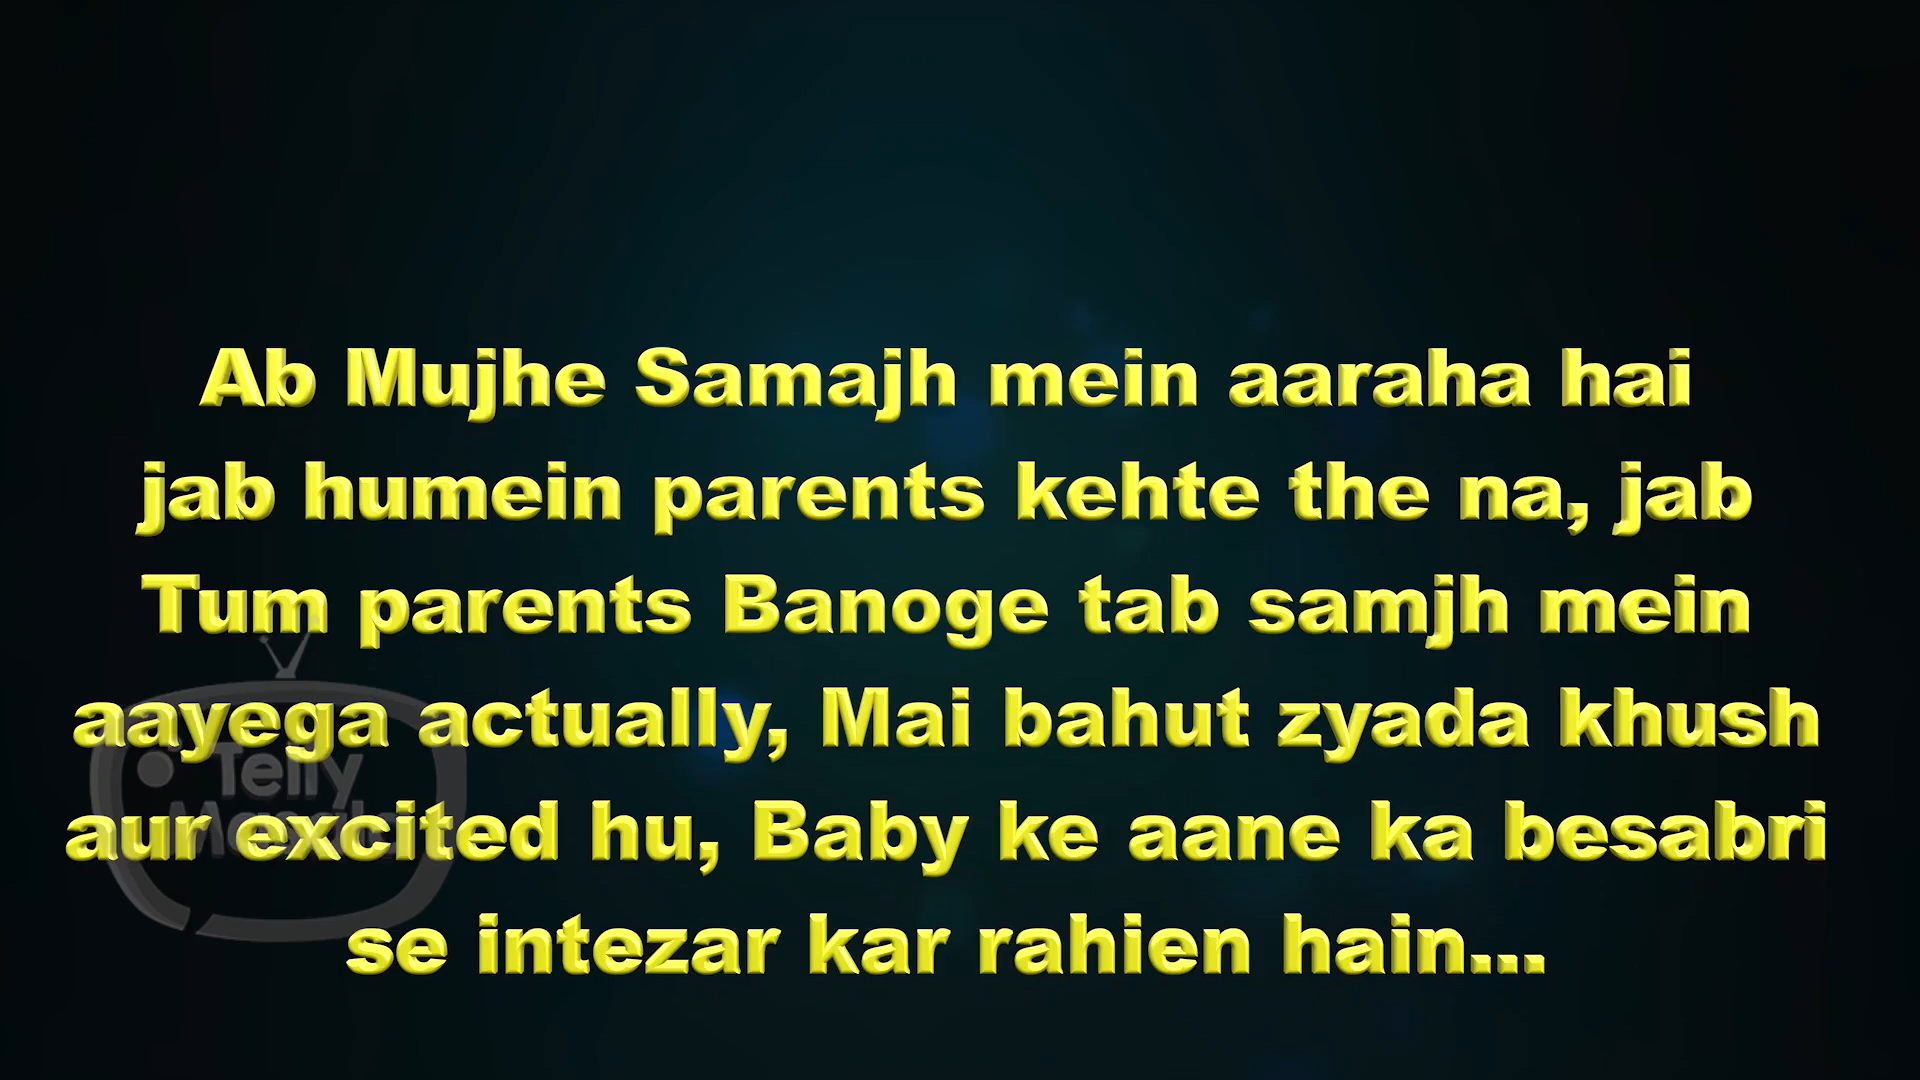 Ab Mujhe Samajh mein aaraha hai
jab humein parents kehte the na, jab
Tum parents Banoge tab samjh mein
aayega actually, Mai bahut zyada khush
aur excited hu, Baby ke aane ka besabri
se intezar kar rahien hain...
Telly